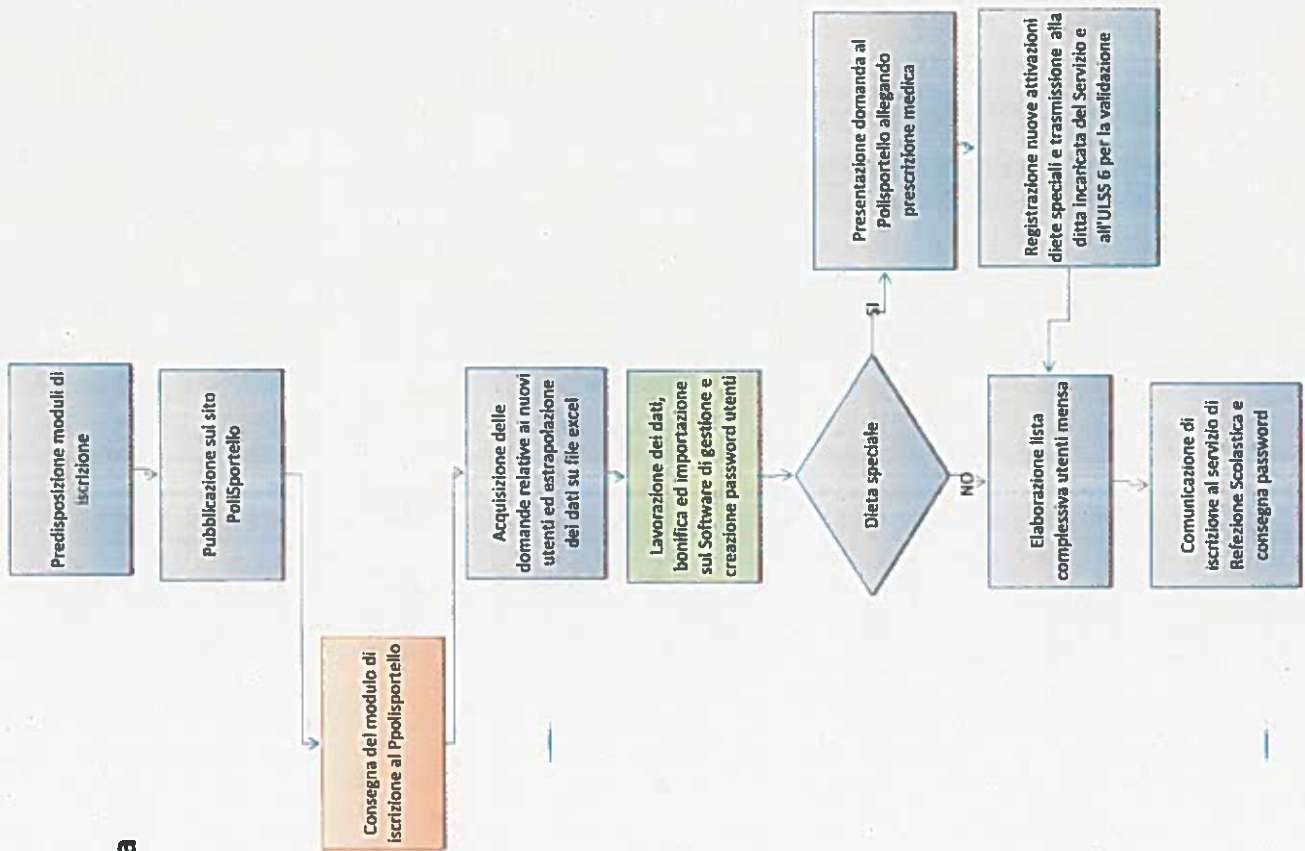 Predisposizione moduli di
iscrizione
Pubblicazione sul sito
PoliSportello
Consegna del modulo di
iscrizione al Ppolisportello
Acquisizione delle
domande relative ai nuovi
utenti ed estrapolazione
dei dati su file excel
Lavorazione dei dati,
bonifica ed importazione
sul Software di gestione e
creazione password utenti
Dieta speciale
SI
NO
Presentazione domanda al
Polisportello allegando
prescrizione medica
Registrazione nuove attivazioni
diete speciali e trasmissione alla
ditta incaricata del Servizio e
all'ULSS 6 per la validazione
Elaborazione lista
complessiva utenti mensa
Comunicazione di
iscrizione al servizio di
Refezione Scolastica e
consegna password
a